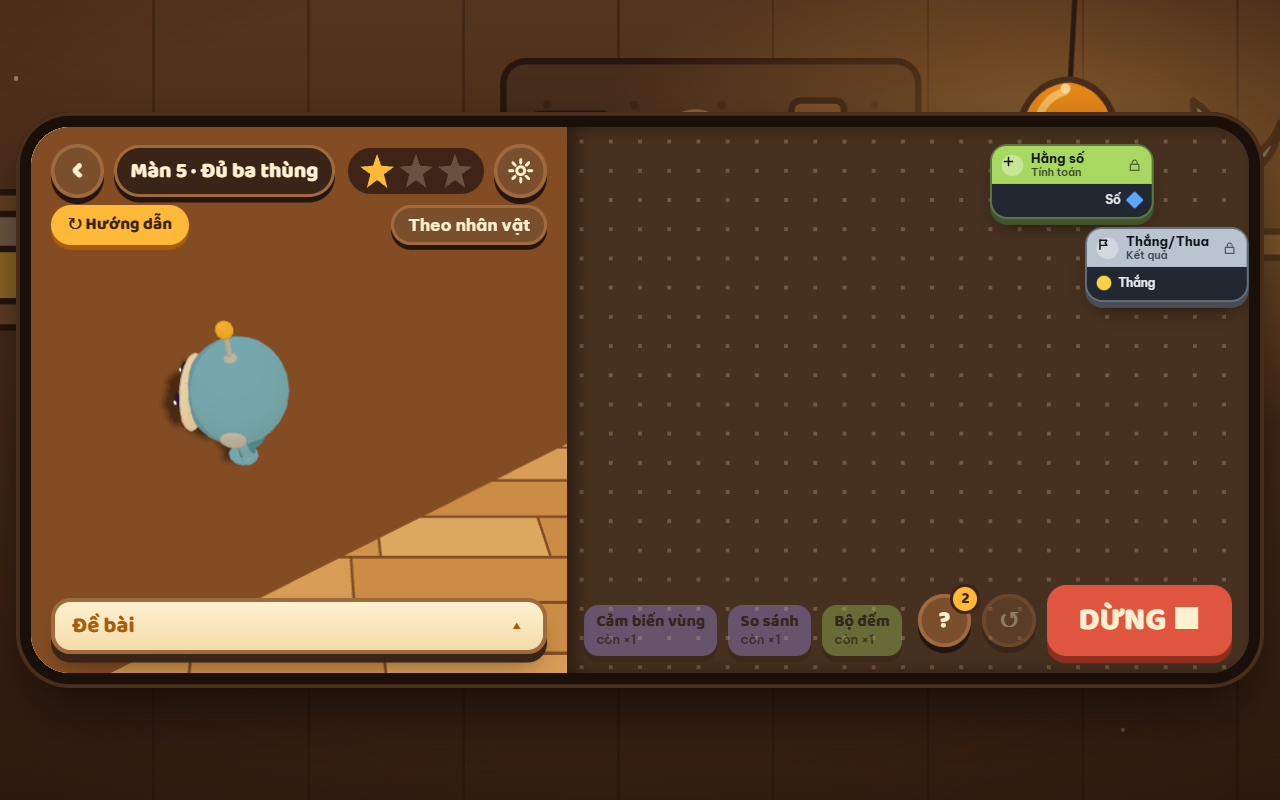 Màn 5 · Đủ ba thùng
↻ Hướng dẫn
Theo nhân vật
Đề bài
Hằng số
Tính toán
Số
Thắng/Thua
Kết quả
Thắng
Cảm biến vùng
còn ×1
So sánh
còn ×1
Bộ đếm
còn ×1
?
2
↺
DỪNG